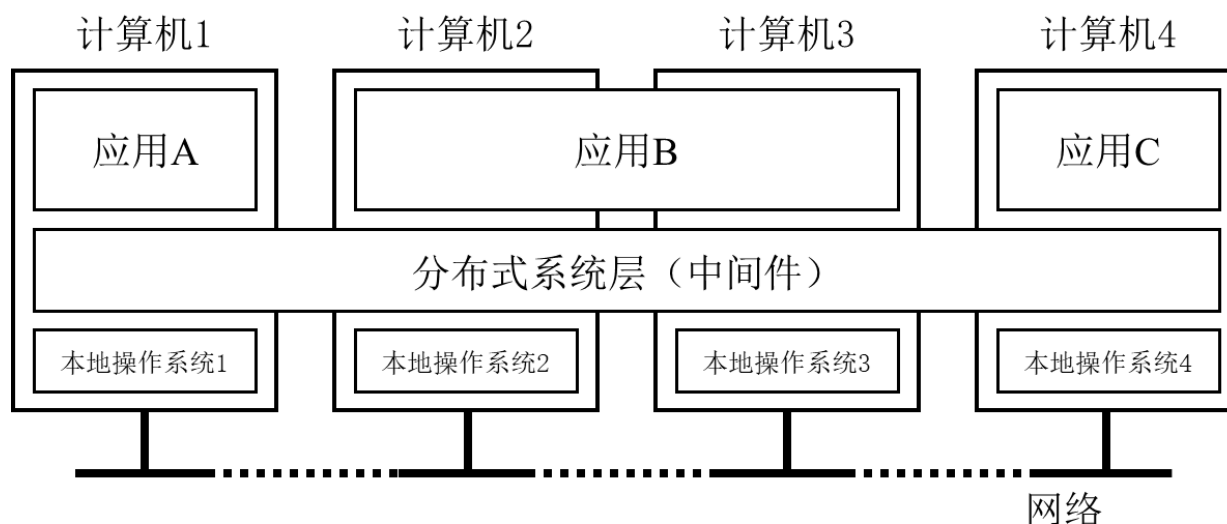 计算机1 计算机2 计算机3 计算机4
应用A 应用B 应用C
分布式系统层（中间件）
本地操作系统1 本地操作系统2 本地操作系统3 本地操作系统4
网络